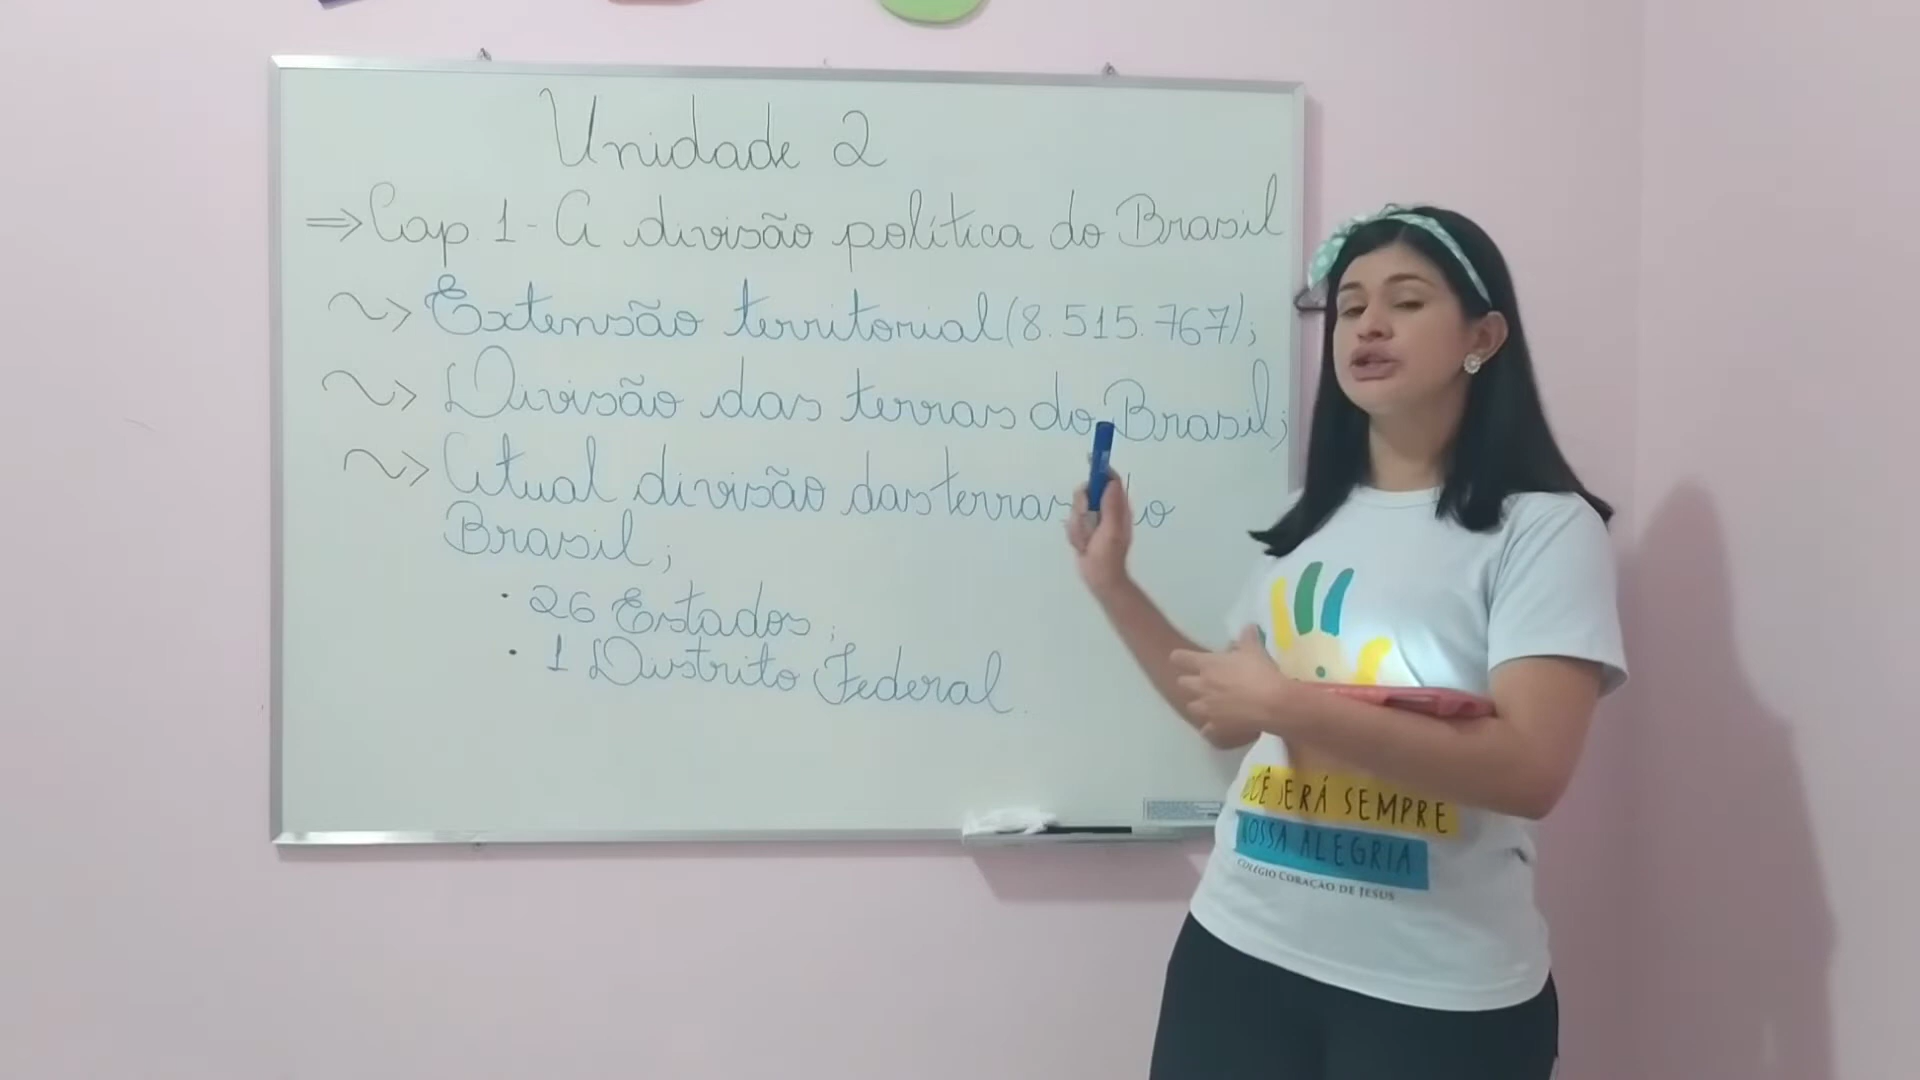 Unidade 2
⇒ Cap. 1 - A divisão política do Brasil
~> Extensão territorial (8.515.767);
~> Divisão das terras do Brasil;
~> Atual divisão das terras do
Brasil;
• 26 Estados;
• 1 Distrito Federal.
VOCÊ SERÁ SEMPRE
NOSSA ALEGRIA
COLÉGIO CORAÇÃO DE JESUS